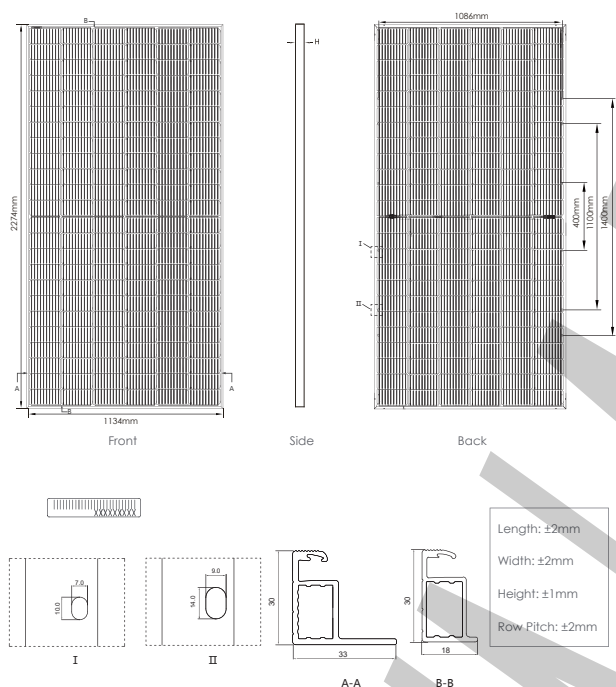 B
1086mm
H
2274mm
400mm
1100mm
1400mm
I
II
A
A
B
1134mm
Front
Side
Back
Length: ±2mm
Width: ±2mm
Height: ±1mm
Row Pitch: ±2mm
7.0
10.0
I
9.0
14.0
II
30
33
A-A
30
18
B-B